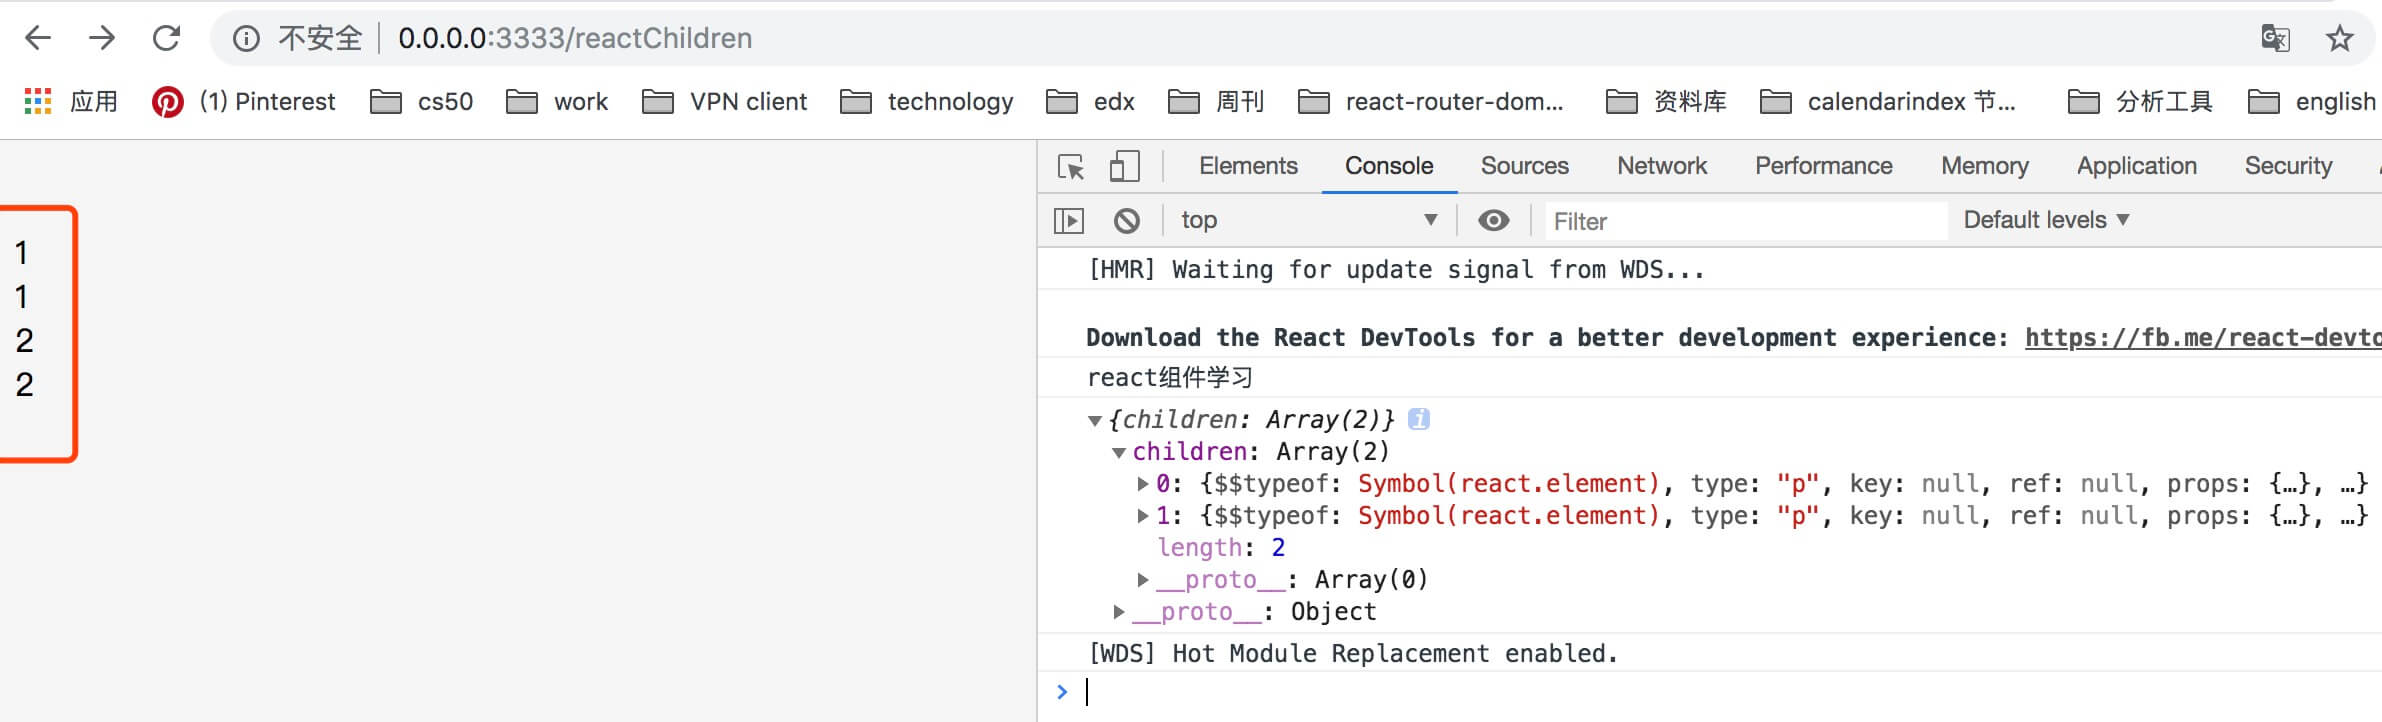 不安全 0.0.0.0:3333/reactChildren
应用 (1) Pinterest cs50 work VPN client technology edx 周刊 react-router-dom... 资料库 calendarindex 节... 分析工具 english
Elements Console Sources Network Performance Memory Application Security
top ▼ Filter Default levels ▼
1
1
2
2
[HMR] Waiting for update signal from WDS...
Download the React DevTools for a better development experience: https://fb.me/react-devto
react组件学习
▼{children: Array(2)} i
▼children: Array(2)
▶0: {$$typeof: Symbol(react.element), type: "p", key: null, ref: null, props: {…}, …}
▶1: {$$typeof: Symbol(react.element), type: "p", key: null, ref: null, props: {…}, …}
length: 2
▶__proto__: Array(0)
▶__proto__: Object
[WDS] Hot Module Replacement enabled.
>